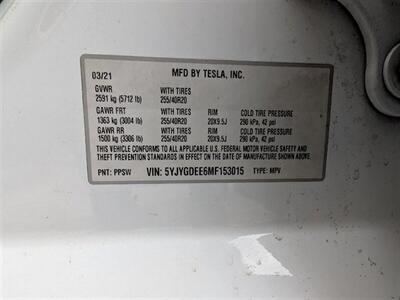 03/21 MFD BY TESLA, INC.
GVWR WITH TIRES
2591 kg (5712 lb) 255/40R20
GAWR FRT WITH TIRES RIM COLD TIRE PRESSURE
1363 kg (3004 lb) 255/40R20 20X9.5J 290 kPa, 42 psi
GAWR RR WITH TIRES RIM COLD TIRE PRESSURE
1500 kg (3306 lb) 255/40R20 20X9.5J 290 kPa, 42 psi
THIS VEHICLE CONFORMS TO ALL APPLICABLE U.S. FEDERAL MOTOR VEHICLE SAFETY
AND THEFT PREVENTION STANDARDS IN EFFECT ON THE DATE OF MANUFACTURE SHOWN ABOVE.
PNT: PPSW VIN: 5YJYGDEE6MF153015 TYPE: MPV